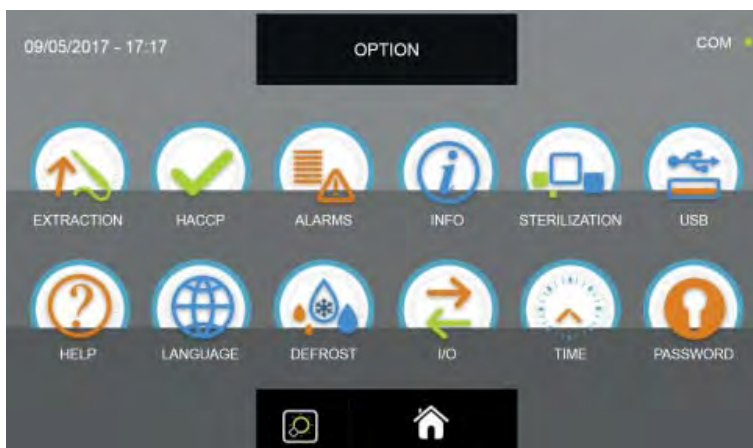 09/05/2017 - 17:17
OPTION
COM
EXTRACTION
HACCP
ALARMS
INFO
STERILIZATION
USB
HELP
LANGUAGE
DEFROST
I/O
TIME
PASSWORD